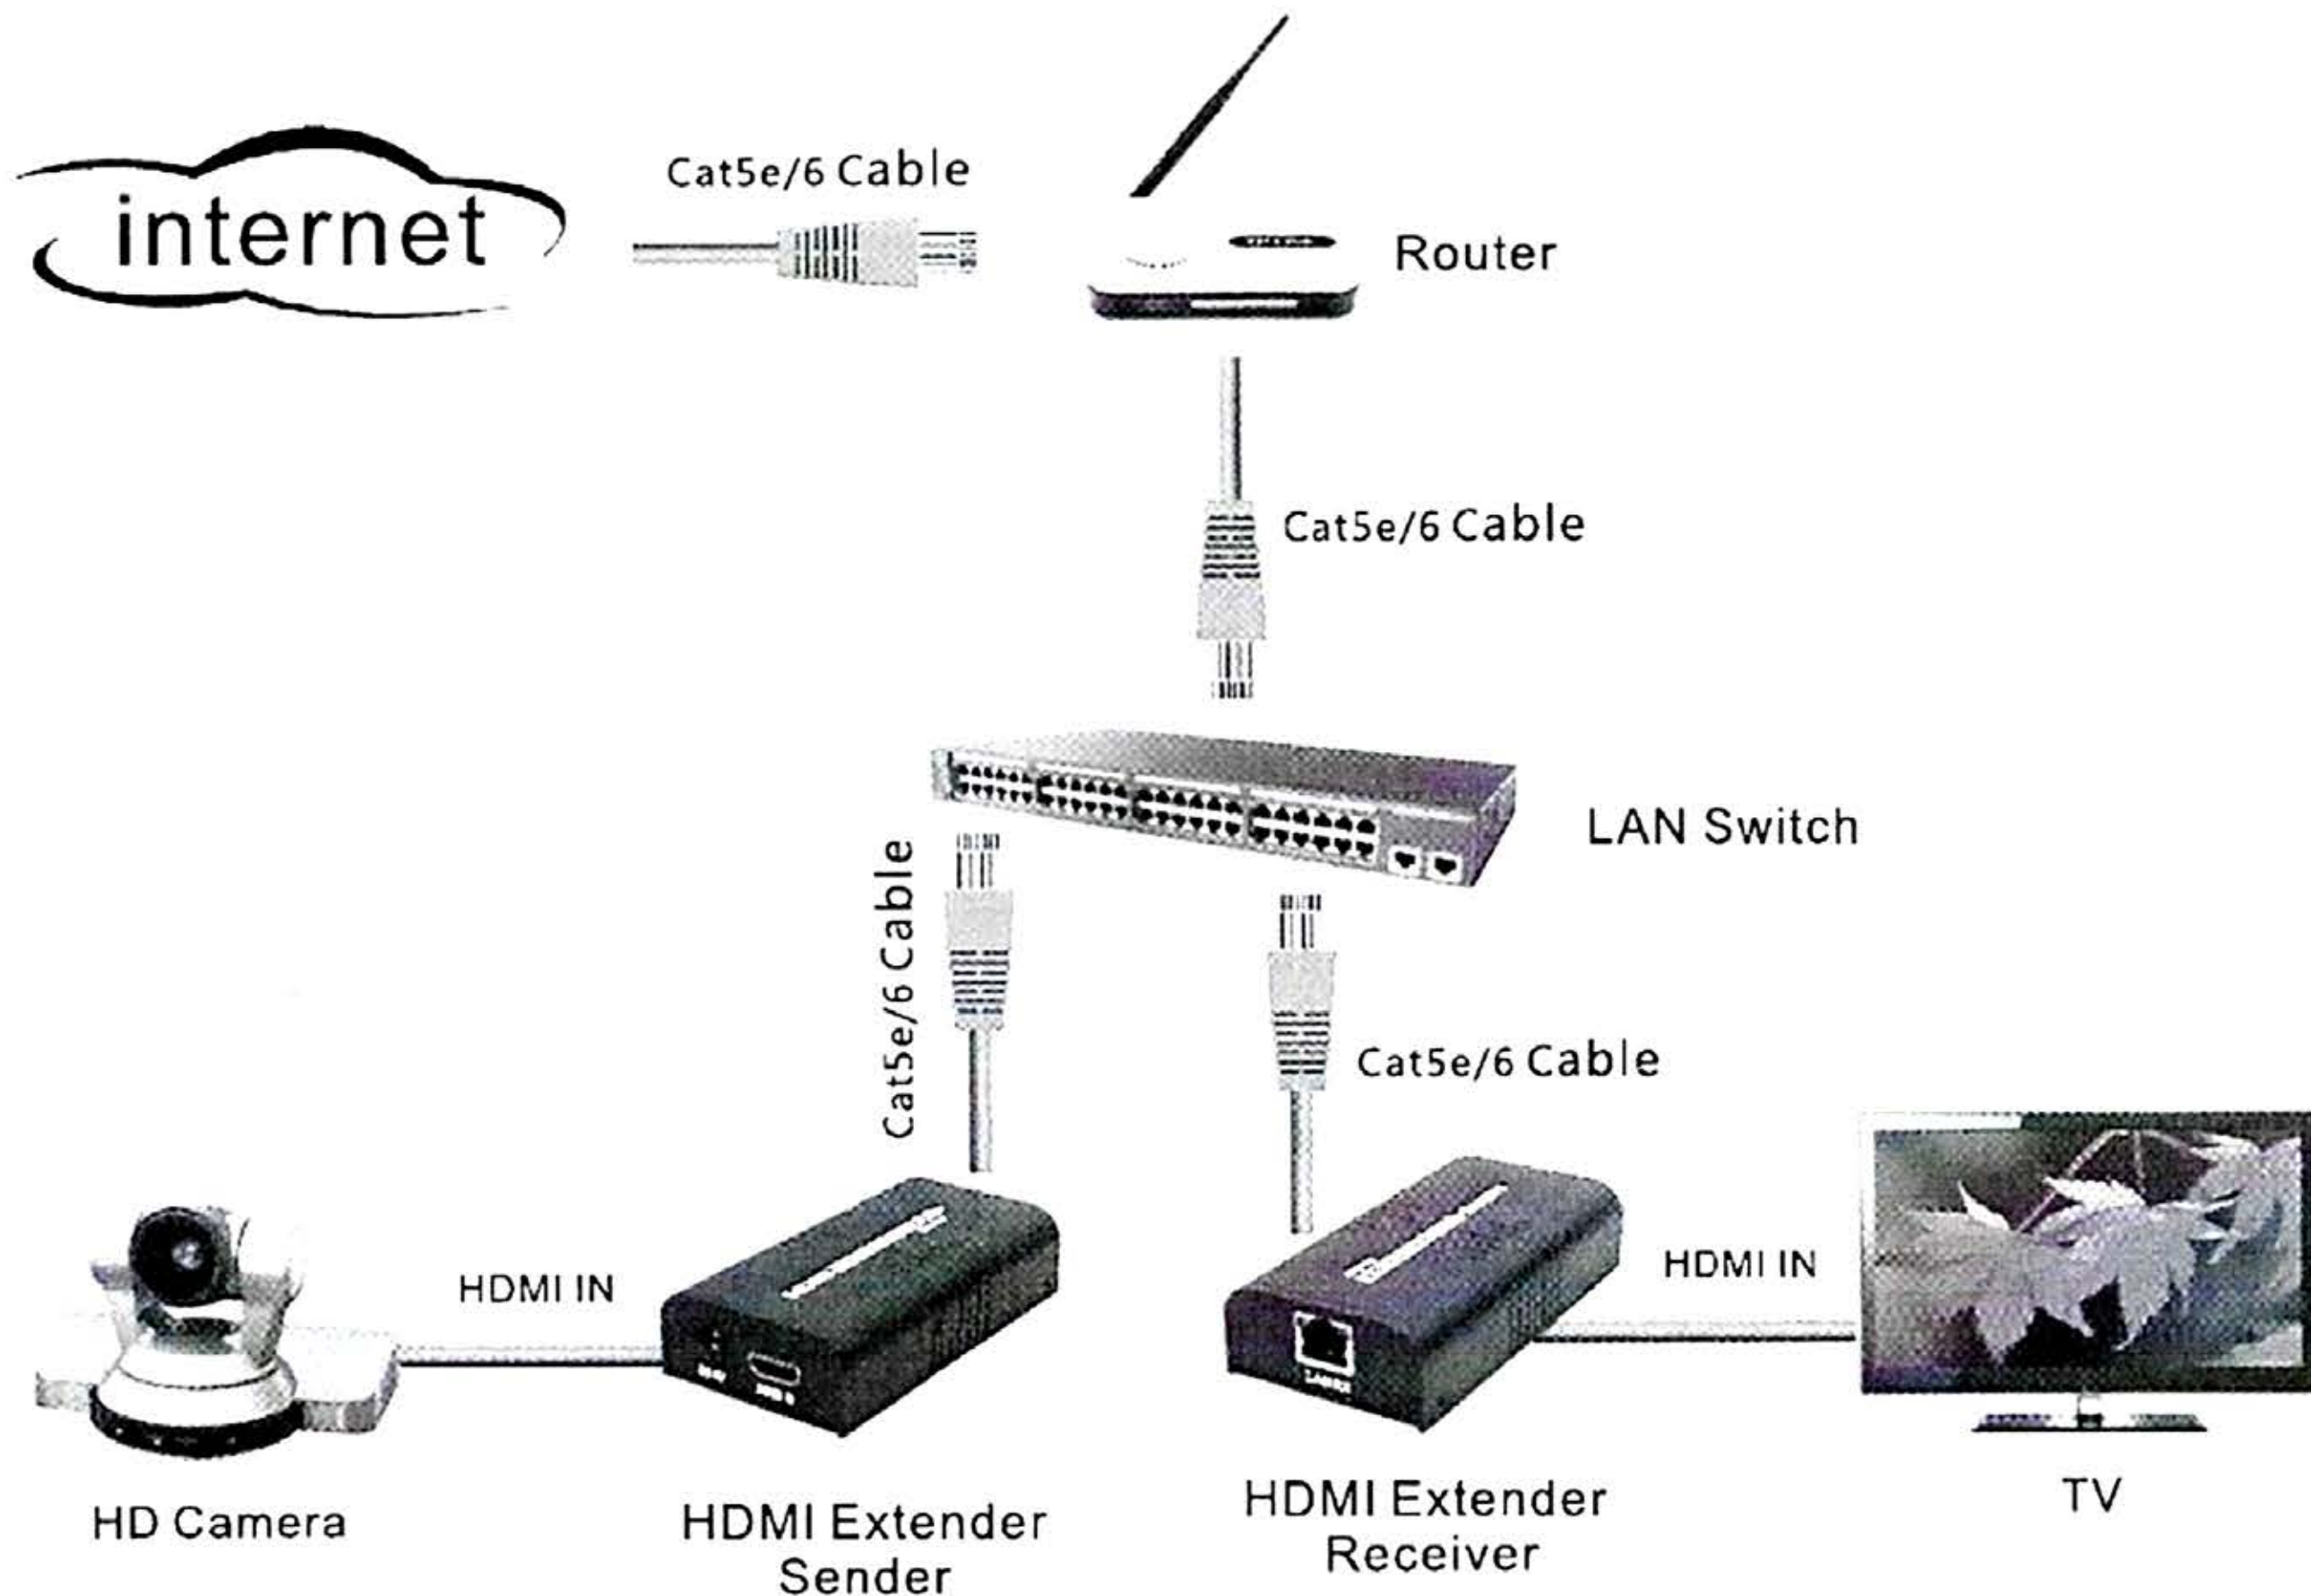 internet
Cat5e/6 Cable
Router
Cat5e/6 Cable
LAN Switch
Cat5e/6 Cable
Cat5e/6 Cable
HDMI IN
HDMI IN
HD Camera
HDMI Extender
Sender
HDMI Extender
Receiver
TV